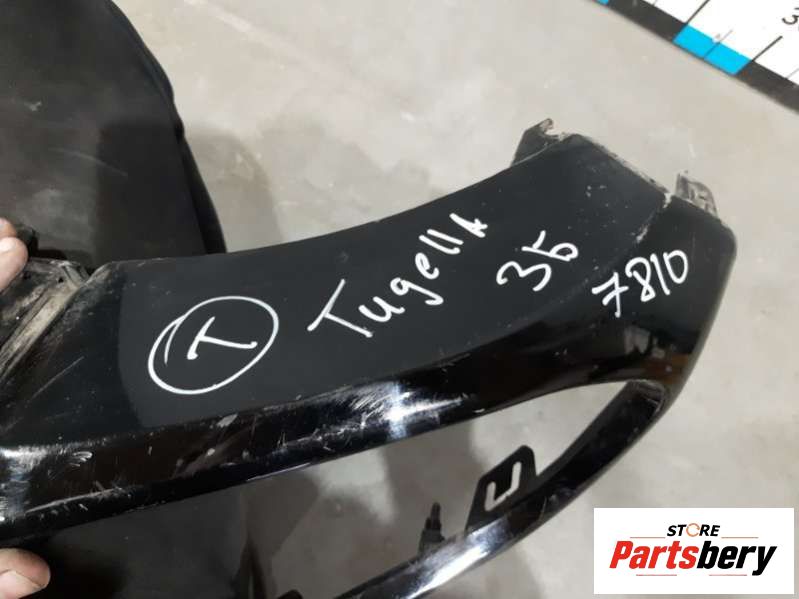 T
Tugella
3Б
7810
STORE
Partsbery